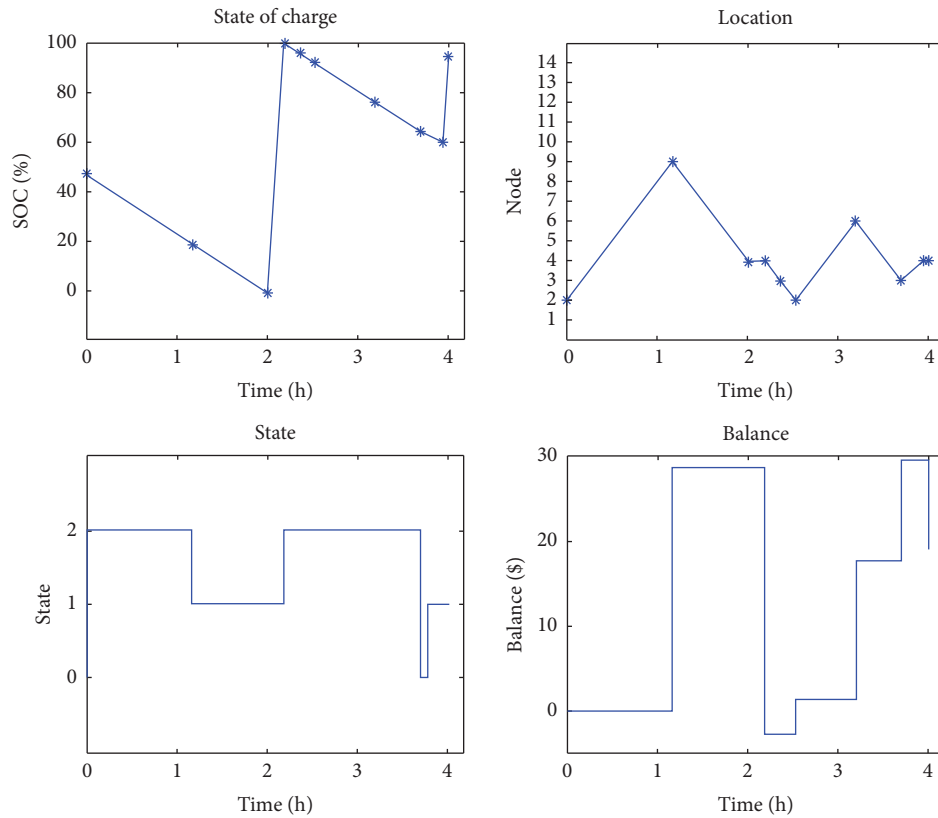 State of charge
100
80
60
40
20
0
SOC (%)
0 1 2 3 4
Time (h)
Location
14
13
12
11
10
9
8
7
6
5
4
3
2
1
Node
0 1 2 3 4
Time (h)
State
2
1
0
State
0 1 2 3 4
Time (h)
Balance
30
20
10
0
Balance ($)
0 1 2 3 4
Time (h)